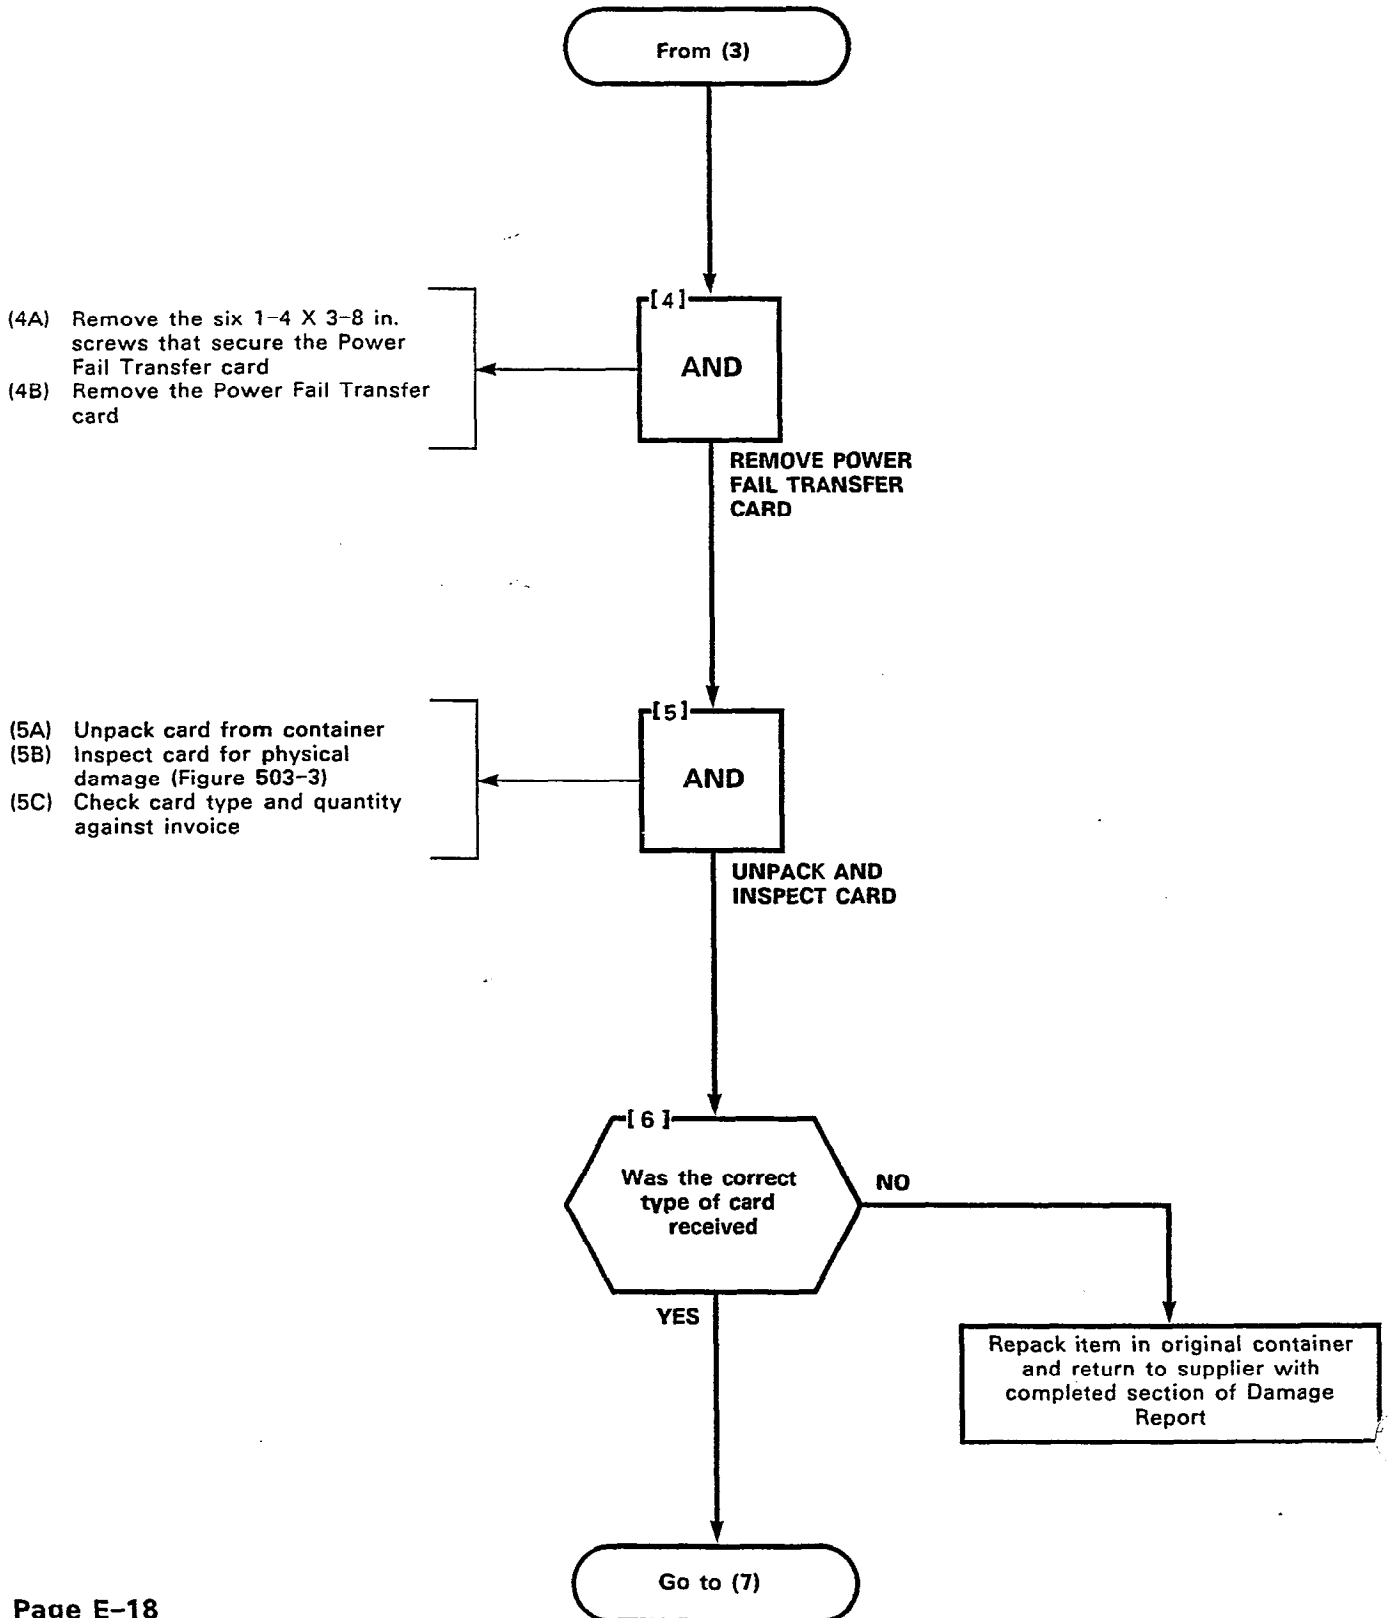 From (3)
[4]
AND
(4A) Remove the six 1-4 X 3-8 in.
screws that secure the Power
Fail Transfer card
(4B) Remove the Power Fail Transfer
card
REMOVE POWER
FAIL TRANSFER
CARD
[5]
AND
(5A) Unpack card from container
(5B) Inspect card for physical
damage (Figure 503-3)
(5C) Check card type and quantity
against invoice
UNPACK AND
INSPECT CARD
[6]
Was the correct
type of card
received
NO
YES
Repack item in original container
and return to supplier with
completed section of Damage
Report
Go to (7)
Page E-18